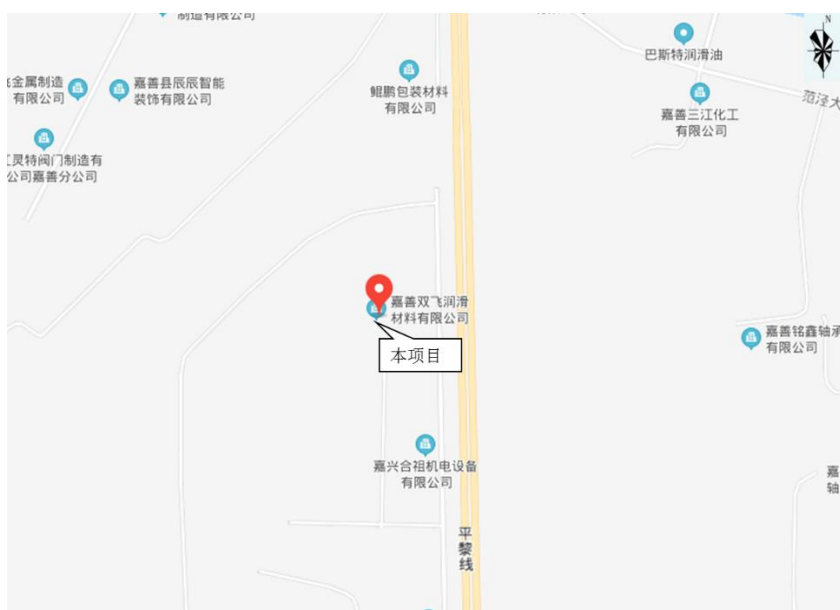 制造有限公司
N
巴斯特润滑油
金属制造
有限公司
嘉善县辰辰智能
装饰有限公司
鲲鹏包装材料
有限公司
嘉善三江化工
有限公司
范泾大
灵特阀门制造有
公司嘉善分公司
嘉善双飞润滑
材料有限公司
本项目
嘉善铭鑫轴承
有限公司
嘉兴合祖机电设备
有限公司
嘉
轴
平黎线